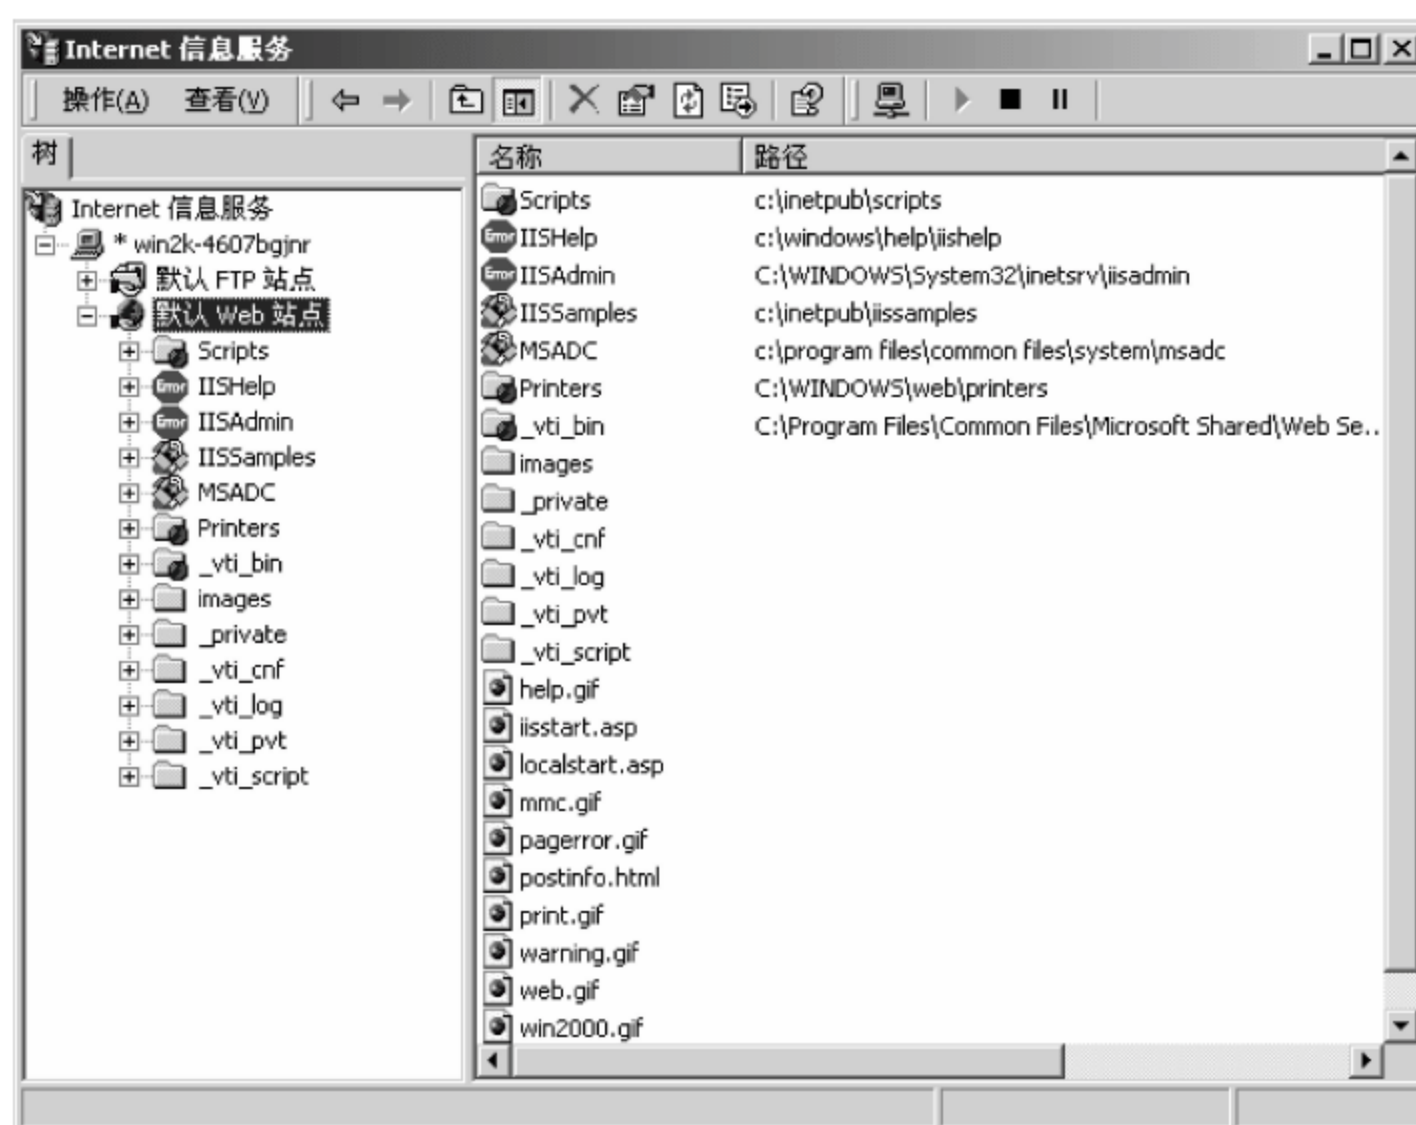 Internet 信息服务
操作(A) 查看(V)
树
Internet 信息服务
* win2k-4607bgjnr
默认 FTP 站点
默认 Web 站点
Scripts
Error IISHelp
Error IISAdmin
IISSamples
MSADC
Printers
_vti_bin
images
_private
_vti_cnf
_vti_log
_vti_pvt
_vti_script
名称 路径
Scripts c:\inetpub\scripts
Error IISHelp c:\windows\help\iishelp
Error IISAdmin C:\WINDOWS\System32\inetsrv\iisadmin
IISSamples c:\inetpub\iissamples
MSADC c:\program files\common files\system\msadc
Printers C:\WINDOWS\web\printers
_vti_bin C:\Program Files\Common Files\Microsoft Shared\Web Se..
images
_private
_vti_cnf
_vti_log
_vti_pvt
_vti_script
help.gif
iisstart.asp
localstart.asp
mmc.gif
pagerror.gif
postinfo.html
print.gif
warning.gif
web.gif
win2000.gif